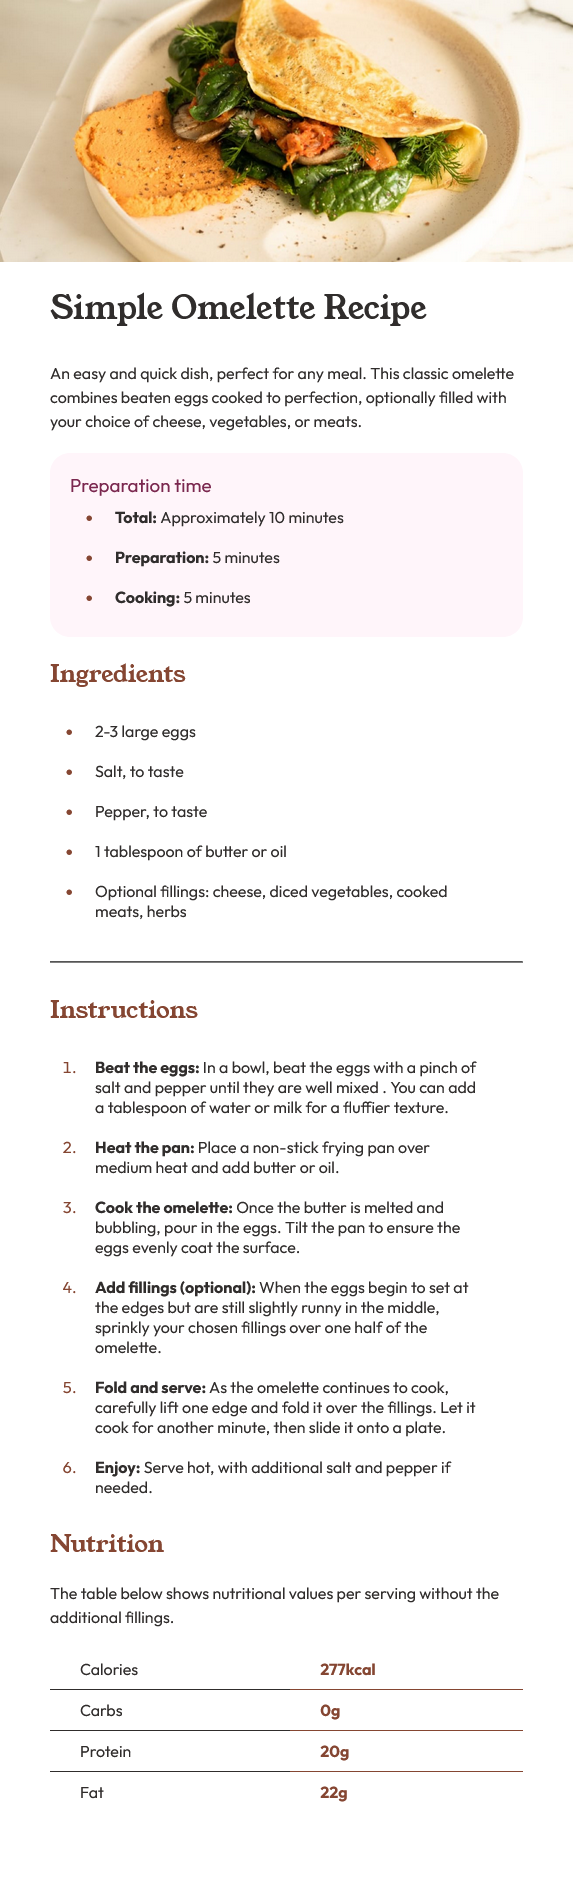 Simple Omelette Recipe
An easy and quick dish, perfect for any meal. This classic omelette
combines beaten eggs cooked to perfection, optionally filled with
your choice of cheese, vegetables, or meats.
Preparation time
• Total: Approximately 10 minutes
• Preparation: 5 minutes
• Cooking: 5 minutes
Ingredients
• 2-3 large eggs
• Salt, to taste
• Pepper, to taste
• 1 tablespoon of butter or oil
• Optional fillings: cheese, diced vegetables, cooked
meats, herbs
Instructions
1. Beat the eggs: In a bowl, beat the eggs with a pinch of
salt and pepper until they are well mixed . You can add
a tablespoon of water or milk for a fluffier texture.
2. Heat the pan: Place a non-stick frying pan over
medium heat and add butter or oil.
3. Cook the omelette: Once the butter is melted and
bubbling, pour in the eggs. Tilt the pan to ensure the
eggs evenly coat the surface.
4. Add fillings (optional): When the eggs begin to set at
the edges but are still slightly runny in the middle,
sprinkly your chosen fillings over one half of the
omelette.
5. Fold and serve: As the omelette continues to cook,
carefully lift one edge and fold it over the fillings. Let it
cook for another minute, then slide it onto a plate.
6. Enjoy: Serve hot, with additional salt and pepper if
needed.
Nutrition
The table below shows nutritional values per serving without the
additional fillings.
Calories 277kcal
Carbs 0g
Protein 20g
Fat 22g